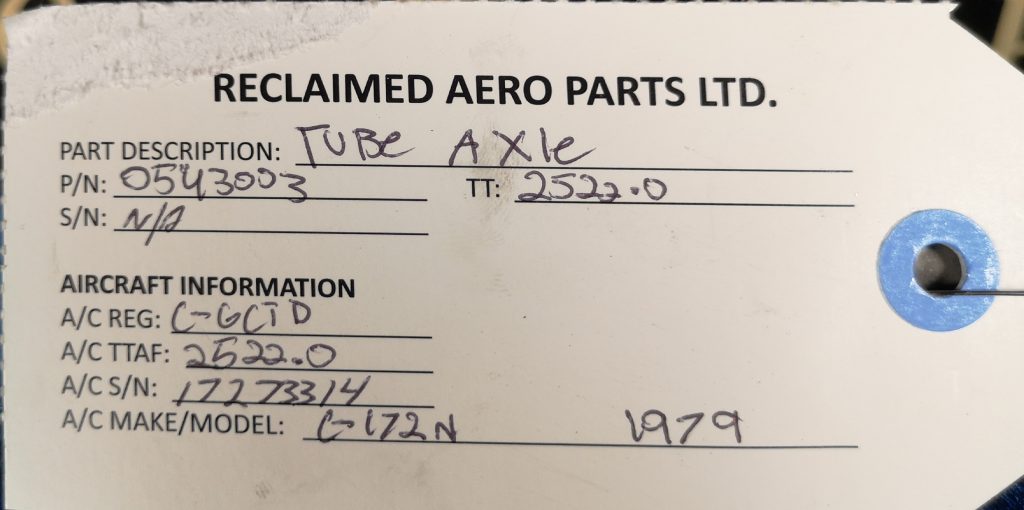 RECLAIMED AERO PARTS LTD.
PART DESCRIPTION: TUBe AXle
P/N: 0543003 TT: 2522.0
S/N: N/A
AIRCRAFT INFORMATION
A/C REG: C-GCTD
A/C TTAF: 2522.0
A/C S/N: 17273314
A/C MAKE/MODEL: C-172N 1979